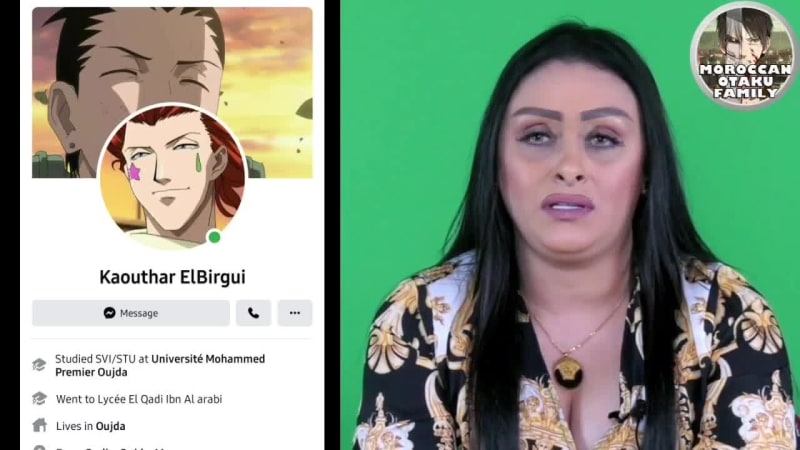 Kaouthar ElBirgui
Message
Studied SVI/STU at Université Mohammed
Premier Oujda
Went to Lycée El Qadi Ibn Al arabi
Lives in Oujda
MOROCCAN
OTAKU
FAMILY